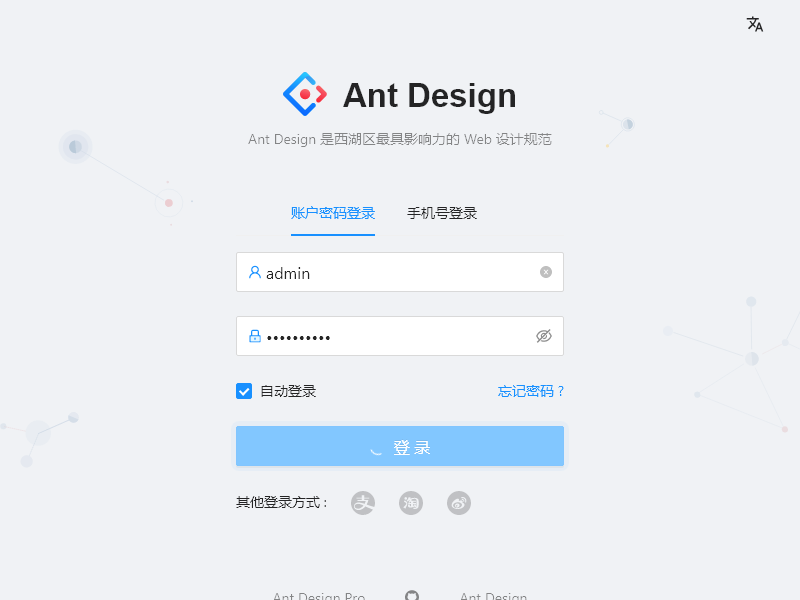 Ant Design
Ant Design 是西湖区最具影响力的 Web 设计规范
账户密码登录 手机号登录
admin
••••••••••
自动登录 忘记密码 ?
登 录
其他登录方式 :
Ant Design Pro Ant Design